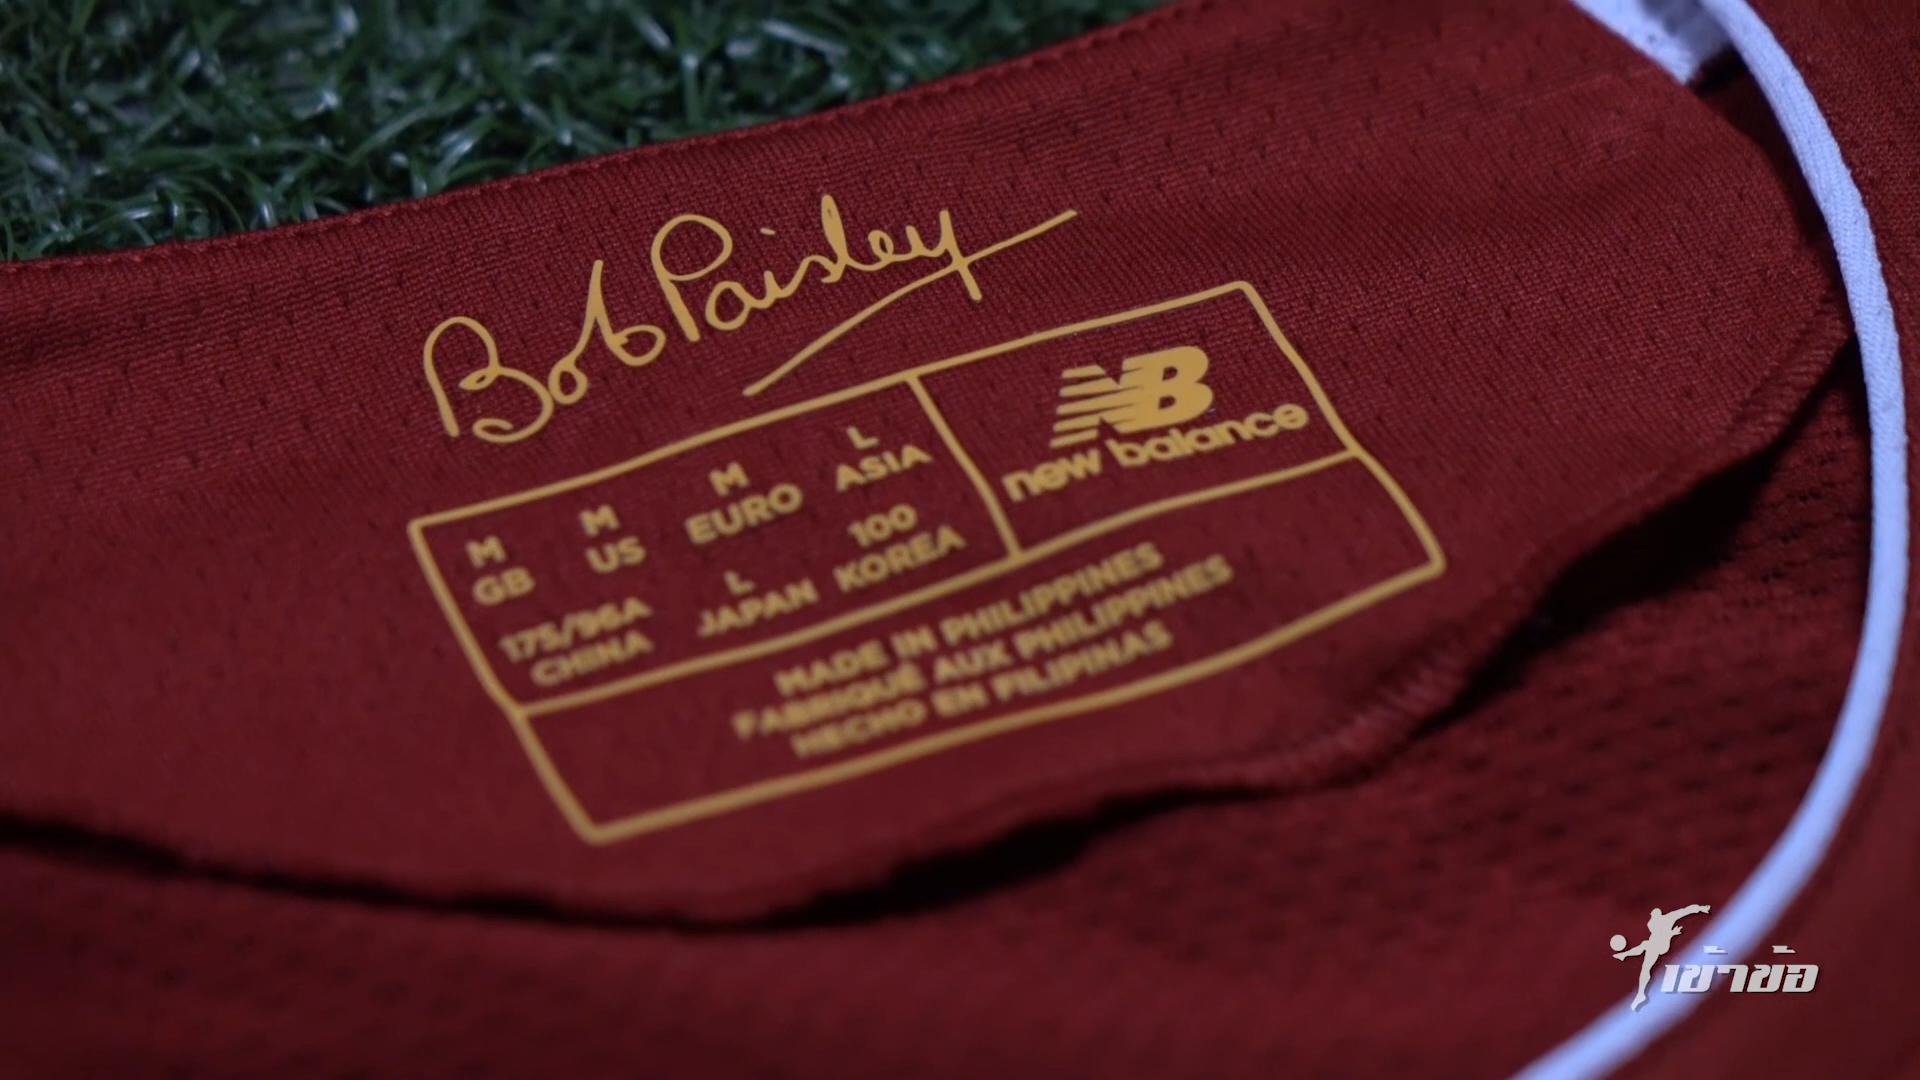 Bob Paisley
M
GB
M
US
M
EURO
L
ASIA
175/96A
CHINA
L
JAPAN
100
KOREA
NB
new balance
MADE IN PHILIPPINES
FABRIQUÉ AUX PHILIPPINES
HECHO EN FILIPINAS
เข้าข้อ